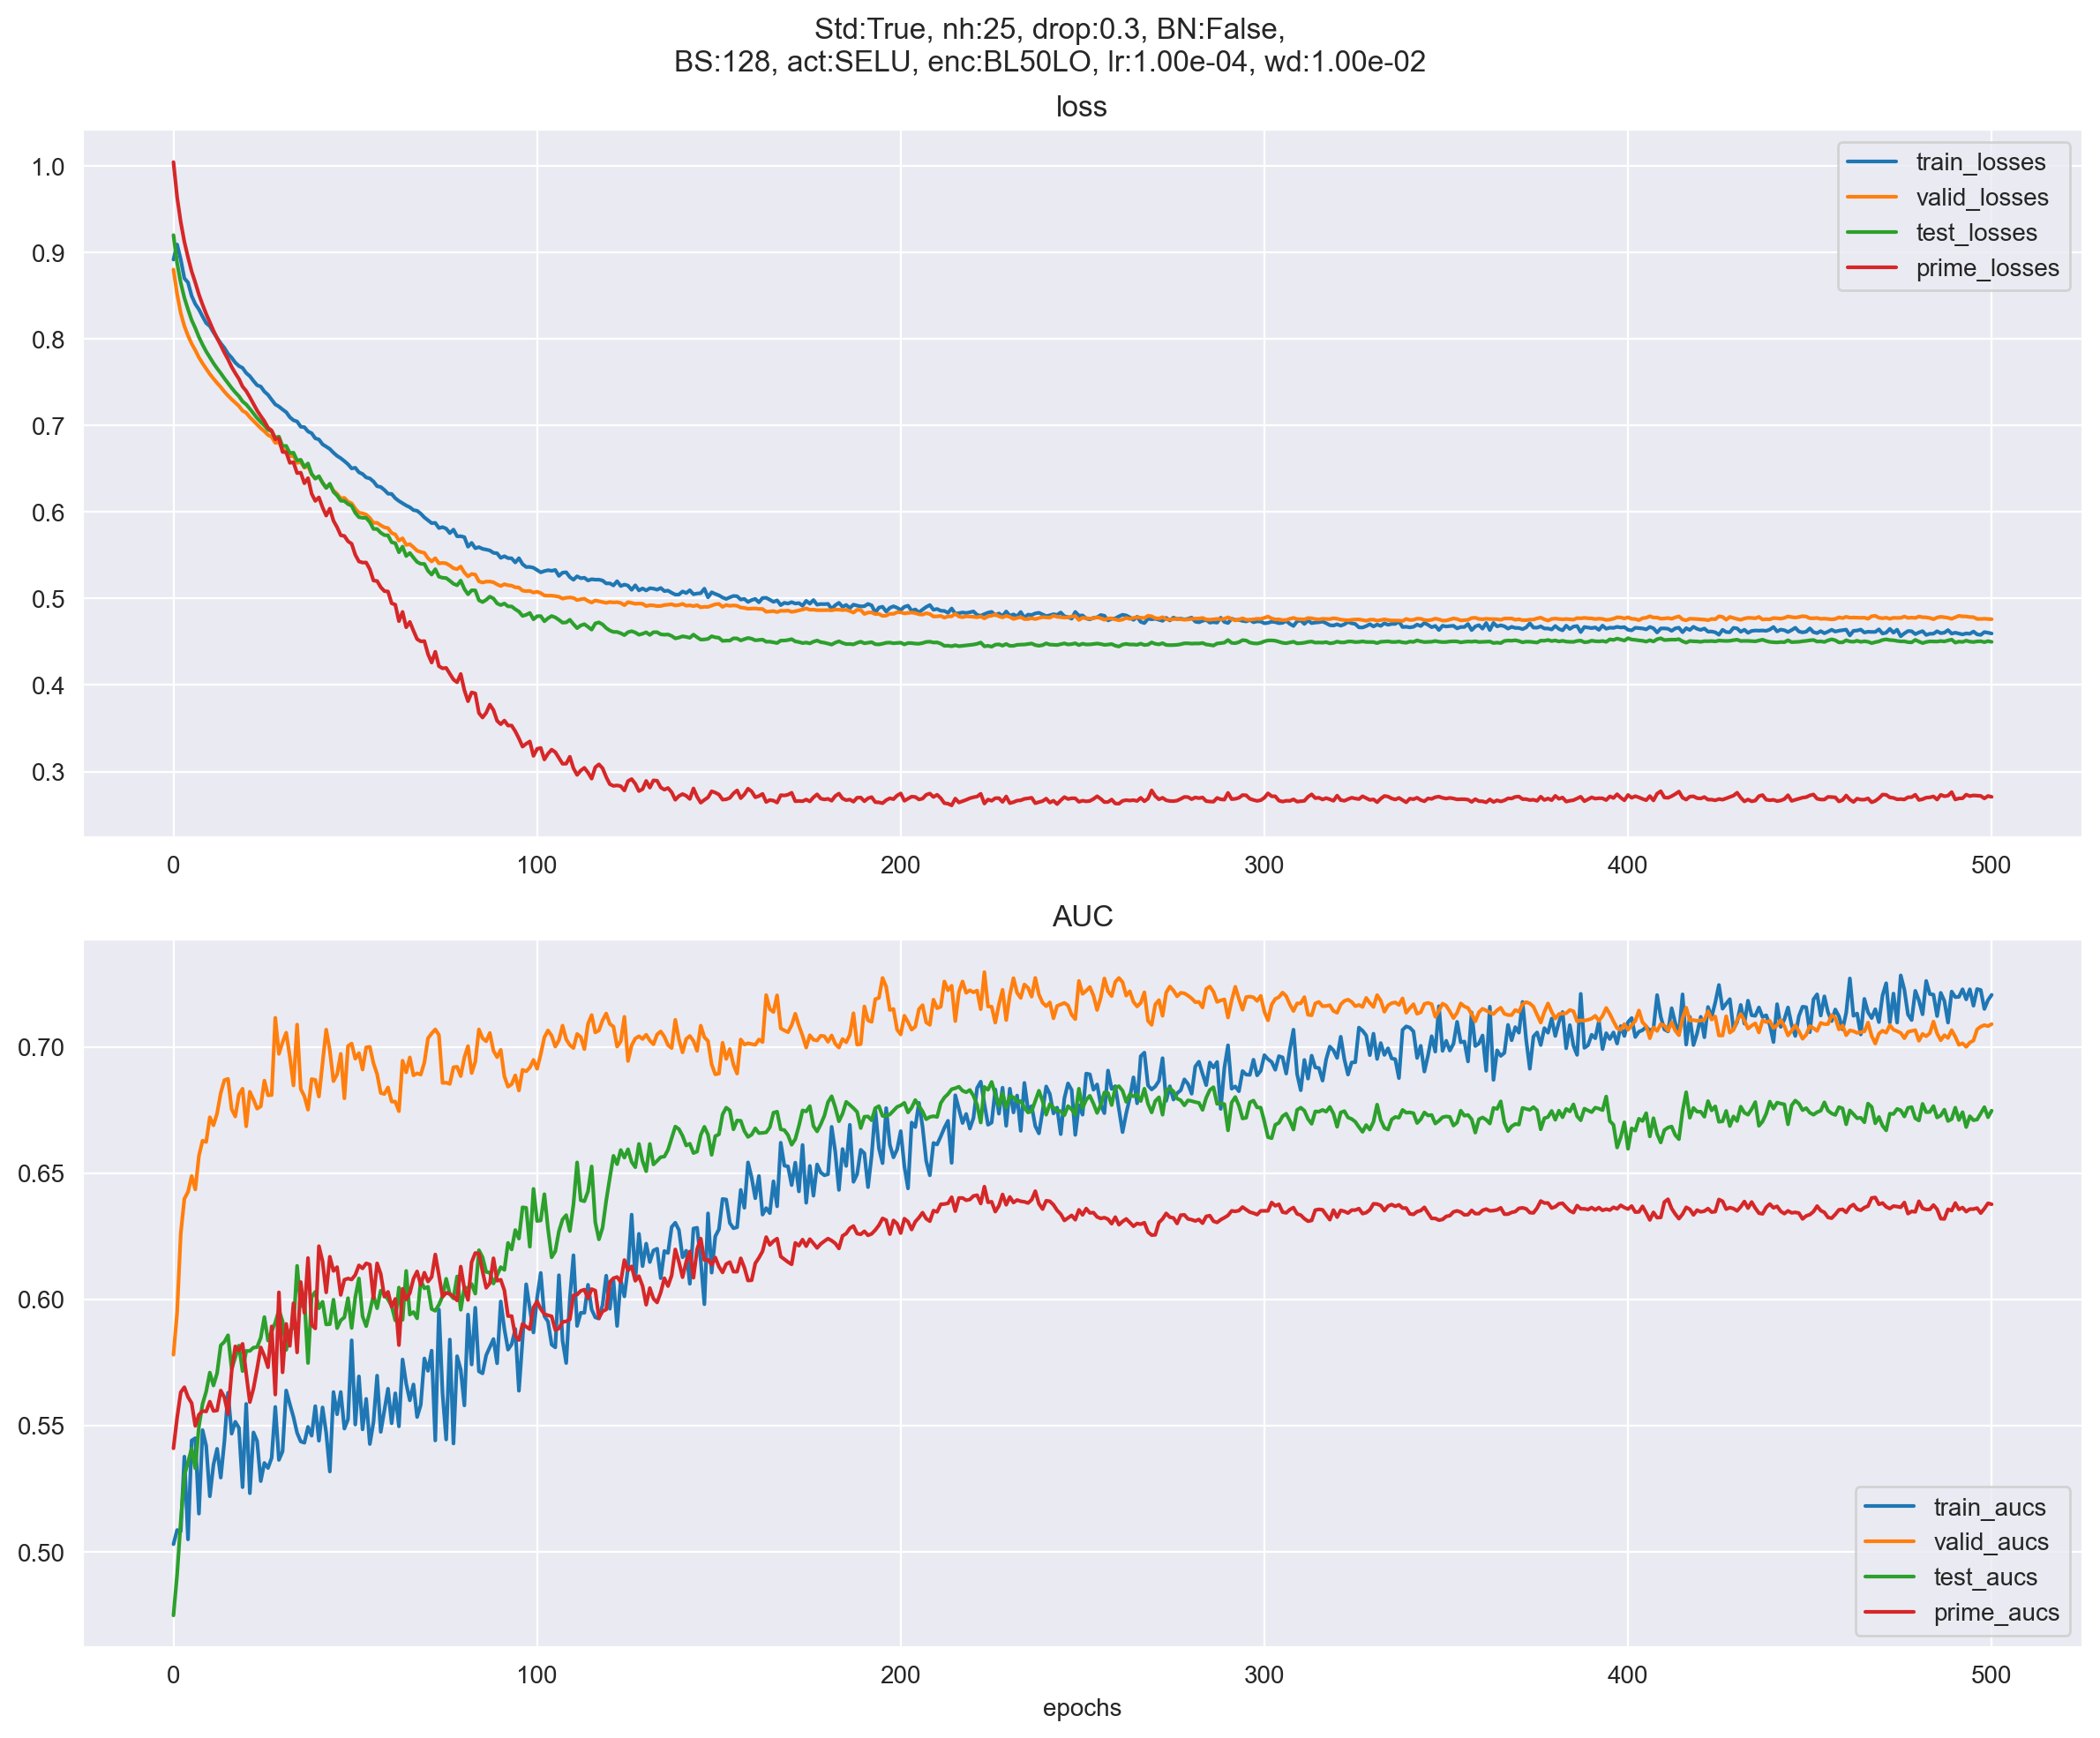 Std:True, nh:25, drop:0.3, BN:False,
BS:128, act:SELU, enc:BL50LO, lr:1.00e-04, wd:1.00e-02
loss
1.0
0.9
0.8
0.7
0.6
0.5
0.4
0.3
train_losses
valid_losses
test_losses
prime_losses
0 100 200 300 400 500
AUC
0.70
0.65
0.60
0.55
0.50
train_aucs
valid_aucs
test_aucs
prime_aucs
0 100 200 300 400 500
epochs